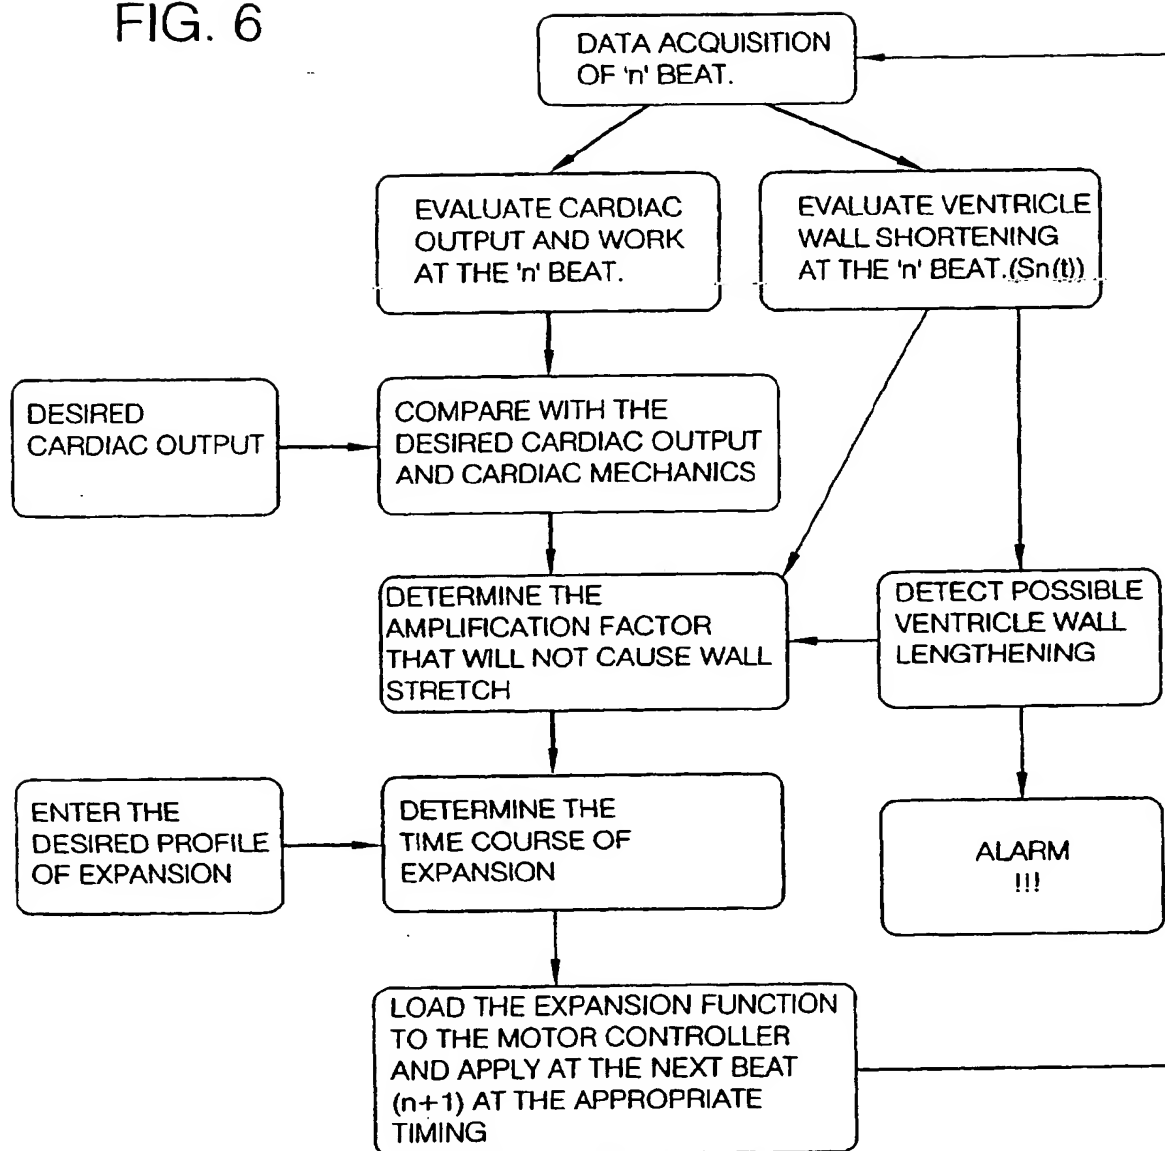 FIG. 6
DATA ACQUISITION
OF 'n' BEAT.
EVALUATE CARDIAC
OUTPUT AND WORK
AT THE 'n' BEAT.
EVALUATE VENTRICLE
WALL SHORTENING
AT THE 'n' BEAT.(Sn(t))
DESIRED
CARDIAC OUTPUT
COMPARE WITH THE
DESIRED CARDIAC OUTPUT
AND CARDIAC MECHANICS
DETERMINE THE
AMPLIFICATION FACTOR
THAT WILL NOT CAUSE WALL
STRETCH
DETECT POSSIBLE
VENTRICLE WALL
LENGTHENING
ENTER THE
DESIRED PROFILE
OF EXPANSION
DETERMINE THE
TIME COURSE OF
EXPANSION
ALARM
!!!
LOAD THE EXPANSION FUNCTION
TO THE MOTOR CONTROLLER
AND APPLY AT THE NEXT BEAT
(n+1) AT THE APPROPRIATE
TIMING